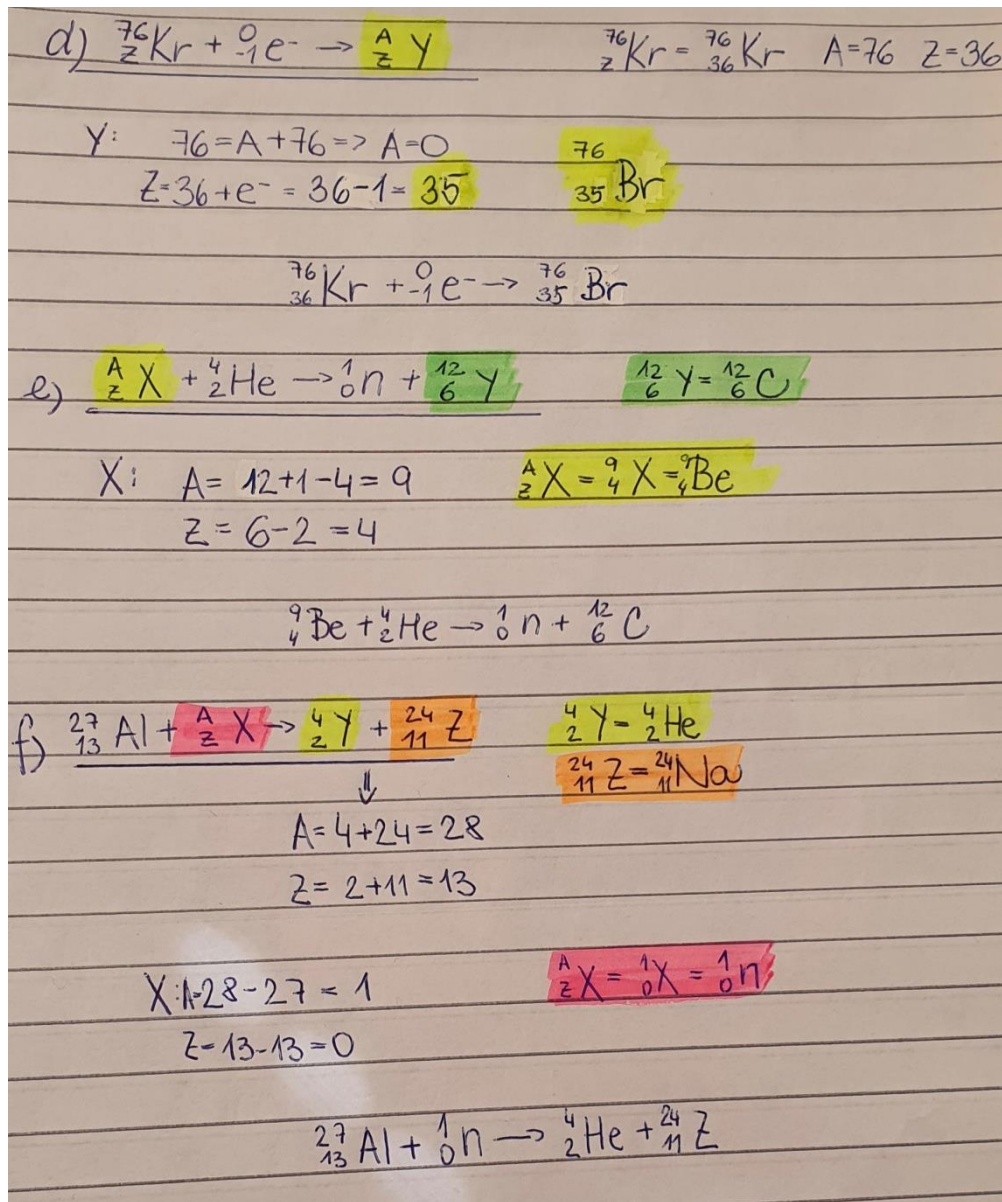 d) ⁷⁶_Z Kr + ⁰₋₁e⁻ → ᴬ_Z Y    ⁷⁶_Z Kr = ⁷⁶₃₆Kr  A=76  Z=36
Y: 76=A+76=> A=0
⁷⁶₃₅Br
Z=36+e⁻ = 36-1=35
⁷⁶₃₆Kr + ⁰₋₁e⁻ → ⁷⁶₃₅Br
e) ᴬ_Z X + ⁴₂He → ¹₀n + ¹²₆Y    ¹²₆Y = ¹²₆C
X: A= 12+1-4= 9    ᴬ_Z X = ⁹₄X = ⁹₄Be
Z = 6-2 = 4
⁹₄Be + ⁴₂He → ¹₀n + ¹²₆C
f) ²⁷₁₃Al + ᴬ_Z X → ⁴₂Y + ²⁴₁₁Z    ⁴₂Y = ⁴₂He
²⁴₁₁Z = ²⁴₁₁Na
⇓
A= 4+24=28
Z= 2+11=13
X: A=28-27 = 1    ᴬ_Z X = ¹₀X = ¹₀n
Z=13-13=0
²⁷₁₃Al + ¹₀n → ⁴₂He + ²⁴₁₁Z